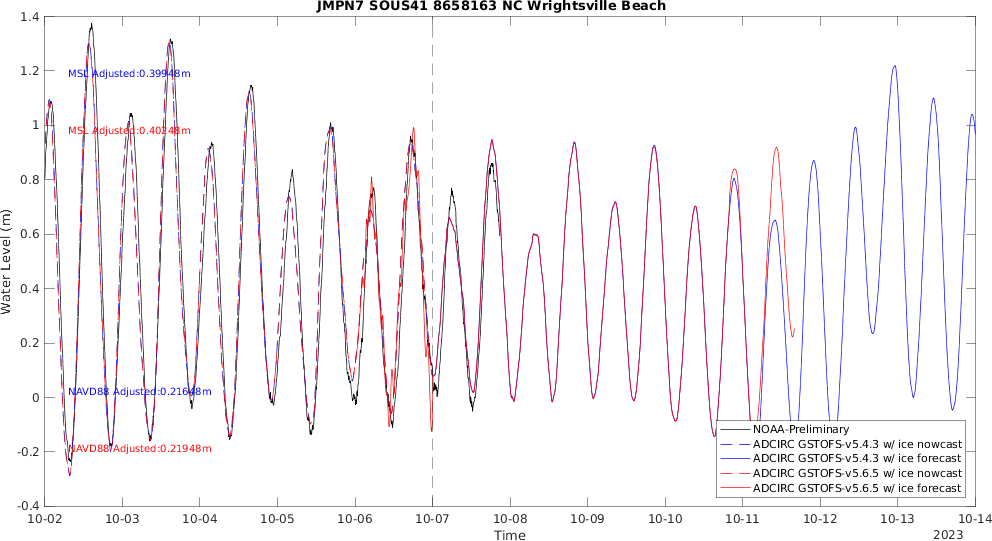 JMPN7 SOUS41 8658163 NC Wrightsville Beach
1.4
1.2
1
0.8
0.6
0.4
0.2
0
-0.2
-0.4
Water Level (m)
MSL Adjusted:0.39948m
MSL Adjusted:0.40248m
NAVD88 Adjusted:0.21648m
NAVD88 Adjusted:0.21948m
NOAA-Preliminary
ADCIRC GSTOFS-v5.4.3 w/ ice nowcast
ADCIRC GSTOFS-v5.4.3 w/ ice forecast
ADCIRC GSTOFS-v5.6.5 w/ ice nowcast
ADCIRC GSTOFS-v5.6.5 w/ ice forecast
10-02 10-03 10-04 10-05 10-06 10-07 10-08 10-09 10-10 10-11 10-12 10-13 10-14
Time
2023